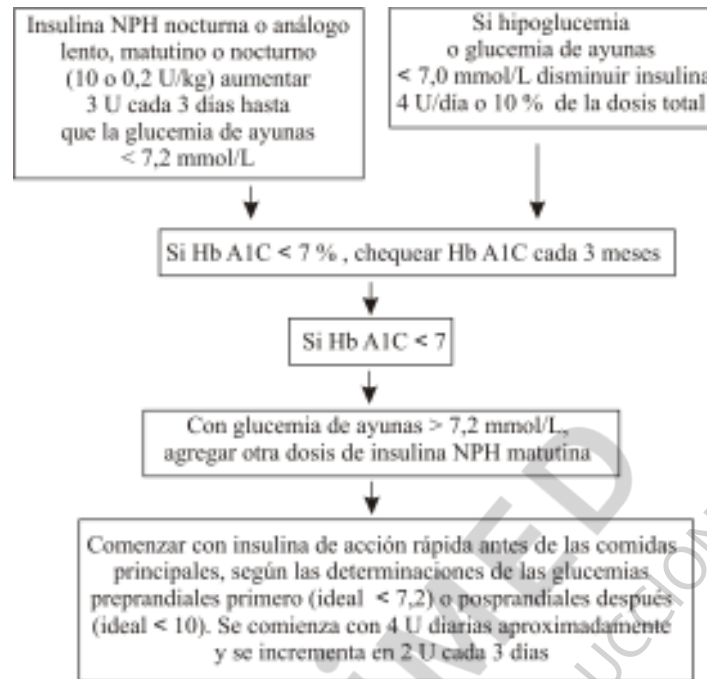 Insulina NPH nocturna o análogo
lento, matutino o nocturno
(10 o 0,2 U/kg) aumentar
3 U cada 3 días hasta
que la glucemia de ayunas
< 7,2 mmol/L
Si hipoglucemia
o glucemia de ayunas
< 7,0 mmol/L disminuir insulina
4 U/día o 10 % de la dosis total
Si Hb A1C < 7 % , chequear Hb A1C cada 3 meses
Si Hb A1C < 7
Con glucemia de ayunas > 7,2 mmol/L,
agregar otra dosis de insulina NPH matutina
Comenzar con insulina de acción rápida antes de las comidas
principales, según las determinaciones de las glucemias
preprandiales primero (ideal < 7,2) o posprandiales después
(ideal < 10). Se comienza con 4 U diarias aproximadamente
y se incrementa en 2 U cada 3 días